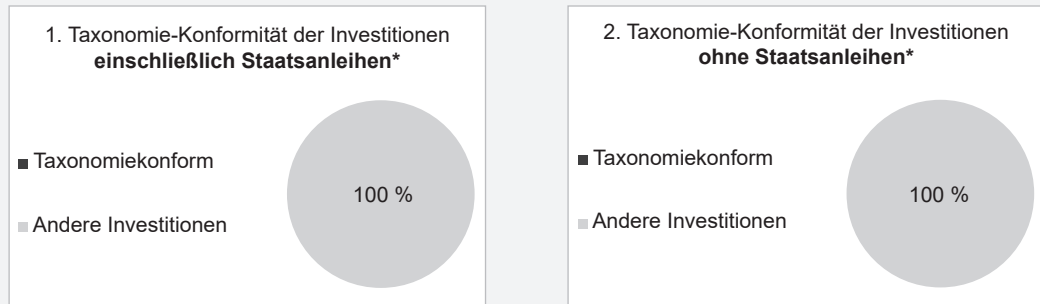 1. Taxonomie-Konformität der Investitionen
einschließlich Staatsanleihen*
Taxonomiekonform
Andere Investitionen
100 %
2. Taxonomie-Konformität der Investitionen
ohne Staatsanleihen*
Taxonomiekonform
Andere Investitionen
100 %